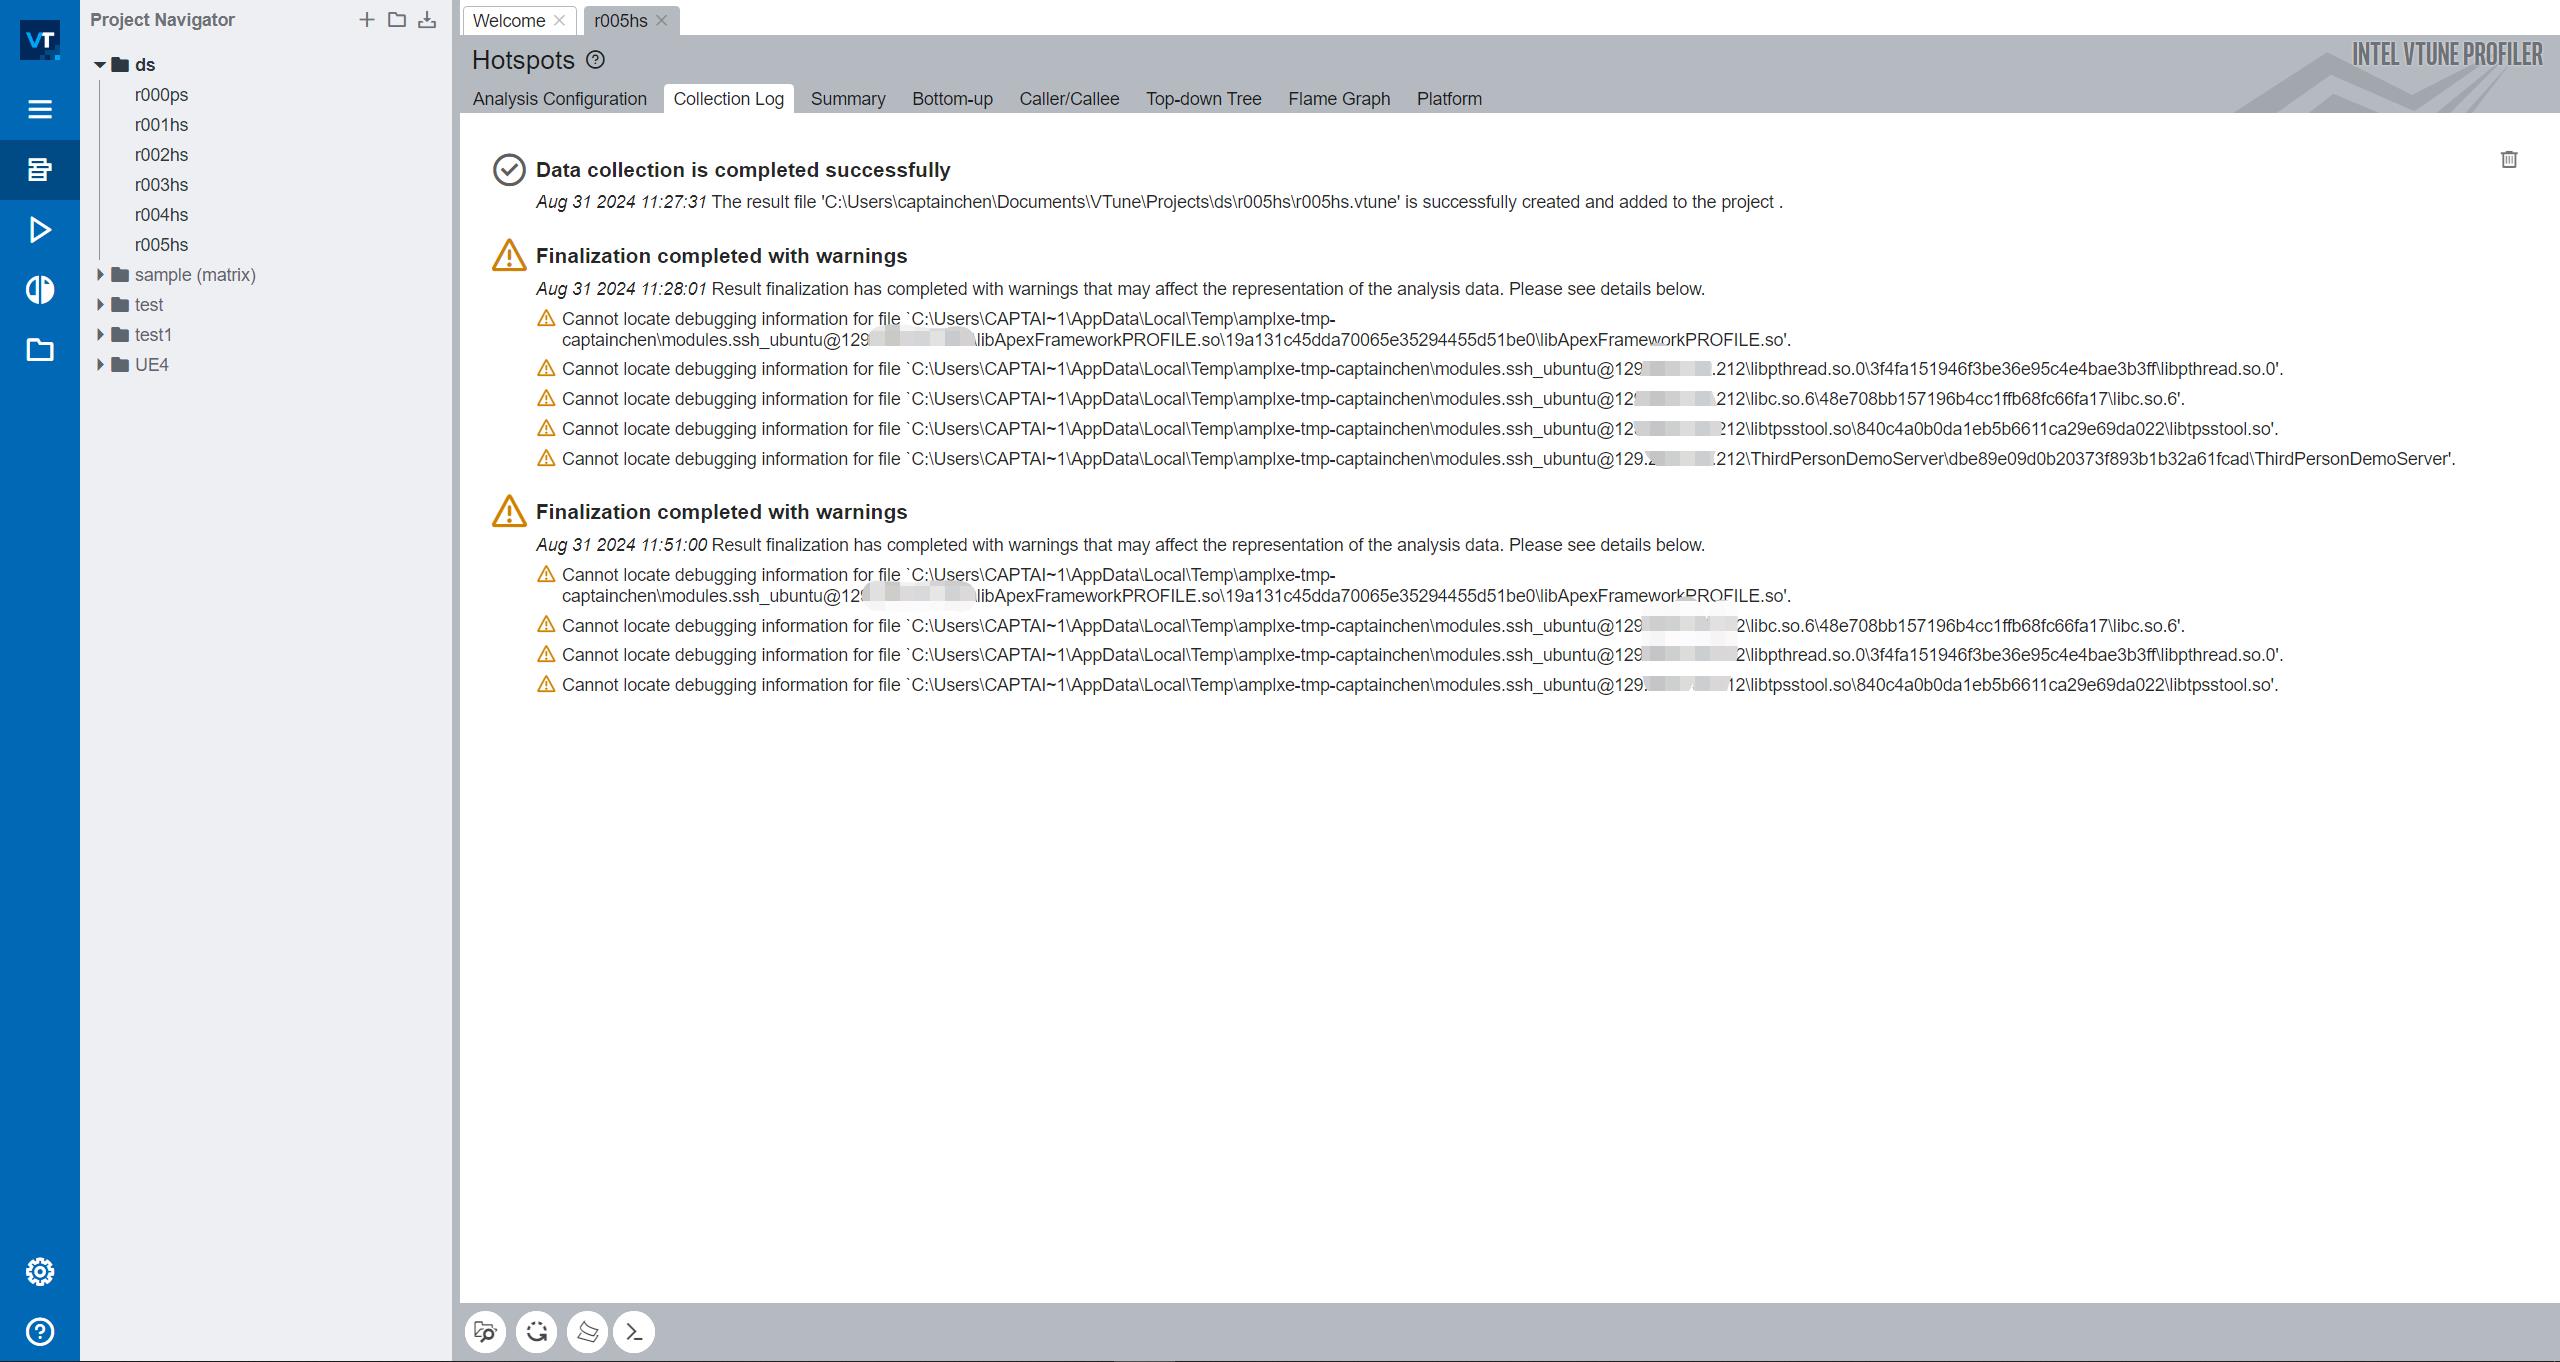 VT
Project Navigator
ds
r000ps
r001hs
r002hs
r003hs
r004hs
r005hs
sample (matrix)
test
test1
UE4
Welcome
r005hs
Hotspots
INTEL VTUNE PROFILER
Analysis Configuration Collection Log Summary Bottom-up Caller/Callee Top-down Tree Flame Graph Platform
Data collection is completed successfully
Aug 31 2024 11:27:31 The result file 'C:\Users\captainchen\Documents\VTune\Projects\ds\r005hs\r005hs.vtune' is successfully created and added to the project .
Finalization completed with warnings
Aug 31 2024 11:28:01 Result finalization has completed with warnings that may affect the representation of the analysis data. Please see details below.
Cannot locate debugging information for file `C:\Users\CAPTAI~1\AppData\Local\Temp\amplxe-tmp-
captainchen\modules.ssh_ubuntu@129 \libApexFrameworkPROFILE.so\19a131c45dda70065e35294455d51be0\libApexFrameworkPROFILE.so'.
Cannot locate debugging information for file `C:\Users\CAPTAI~1\AppData\Local\Temp\amplxe-tmp-captainchen\modules.ssh_ubuntu@129 .212\libpthread.so.0\3f4fa151946f3be36e95c4e4bae3b3ff\libpthread.so.0'.
Cannot locate debugging information for file `C:\Users\CAPTAI~1\AppData\Local\Temp\amplxe-tmp-captainchen\modules.ssh_ubuntu@129 212\libc.so.6\48e708bb157196b4cc1ffb68fc66fa17\libc.so.6'.
Cannot locate debugging information for file `C:\Users\CAPTAI~1\AppData\Local\Temp\amplxe-tmp-captainchen\modules.ssh_ubuntu@12 212\libtpsstool.so\840c4a0b0da1eb5b6611ca29e69da022\libtpsstool.so'.
Cannot locate debugging information for file `C:\Users\CAPTAI~1\AppData\Local\Temp\amplxe-tmp-captainchen\modules.ssh_ubuntu@129. .212\ThirdPersonDemoServer\dbe89e09d0b20373f893b1b32a61fcad\ThirdPersonDemoServer'.
Finalization completed with warnings
Aug 31 2024 11:51:00 Result finalization has completed with warnings that may affect the representation of the analysis data. Please see details below.
Cannot locate debugging information for file `C:\Users\CAPTAI~1\AppData\Local\Temp\amplxe-tmp-
captainchen\modules.ssh_ubuntu@129 \libApexFrameworkPROFILE.so\19a131c45dda70065e35294455d51be0\libApexFrameworkPROFILE.so'.
Cannot locate debugging information for file `C:\Users\CAPTAI~1\AppData\Local\Temp\amplxe-tmp-captainchen\modules.ssh_ubuntu@129 2\libc.so.6\48e708bb157196b4cc1ffb68fc66fa17\libc.so.6'.
Cannot locate debugging information for file `C:\Users\CAPTAI~1\AppData\Local\Temp\amplxe-tmp-captainchen\modules.ssh_ubuntu@129 2\libpthread.so.0\3f4fa151946f3be36e95c4e4bae3b3ff\libpthread.so.0'.
Cannot locate debugging information for file `C:\Users\CAPTAI~1\AppData\Local\Temp\amplxe-tmp-captainchen\modules.ssh_ubuntu@129. 12\libtpsstool.so\840c4a0b0da1eb5b6611ca29e69da022\libtpsstool.so'.